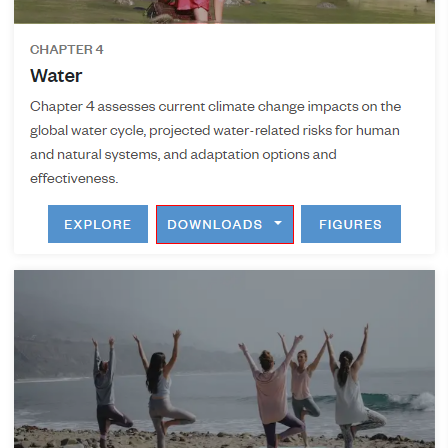 CHAPTER 4
Water
Chapter 4 assesses current climate change impacts on the
global water cycle, projected water-related risks for human
and natural systems, and adaptation options and
effectiveness.
EXPLORE DOWNLOADS FIGURES